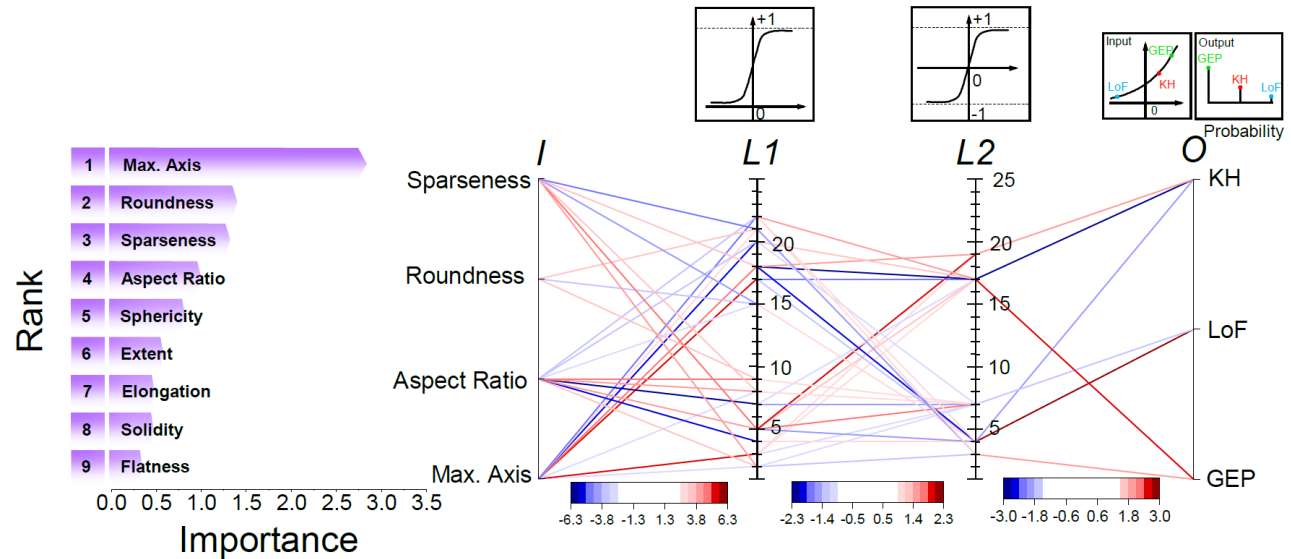 +1
0
+1
0
-1
Input
GEP
KH
LoF
0
Output
GEP
KH
LoF
Probability
I
L1
L2
O
Rank
1 Max. Axis
2 Roundness
3 Sparseness
4 Aspect Ratio
5 Sphericity
6 Extent
7 Elongation
8 Solidity
9 Flatness
0.0 0.5 1.0 1.5 2.0 2.5 3.0 3.5
Importance
Sparseness
Roundness
Aspect Ratio
Max. Axis
20
15
10
5
25
20
15
10
5
KH
LoF
GEP
-6.3 -3.8 -1.3 1.3 3.8 6.3
-2.3 -1.4 -0.5 0.5 1.4 2.3
-3.0 -1.8 -0.6 0.6 1.8 3.0